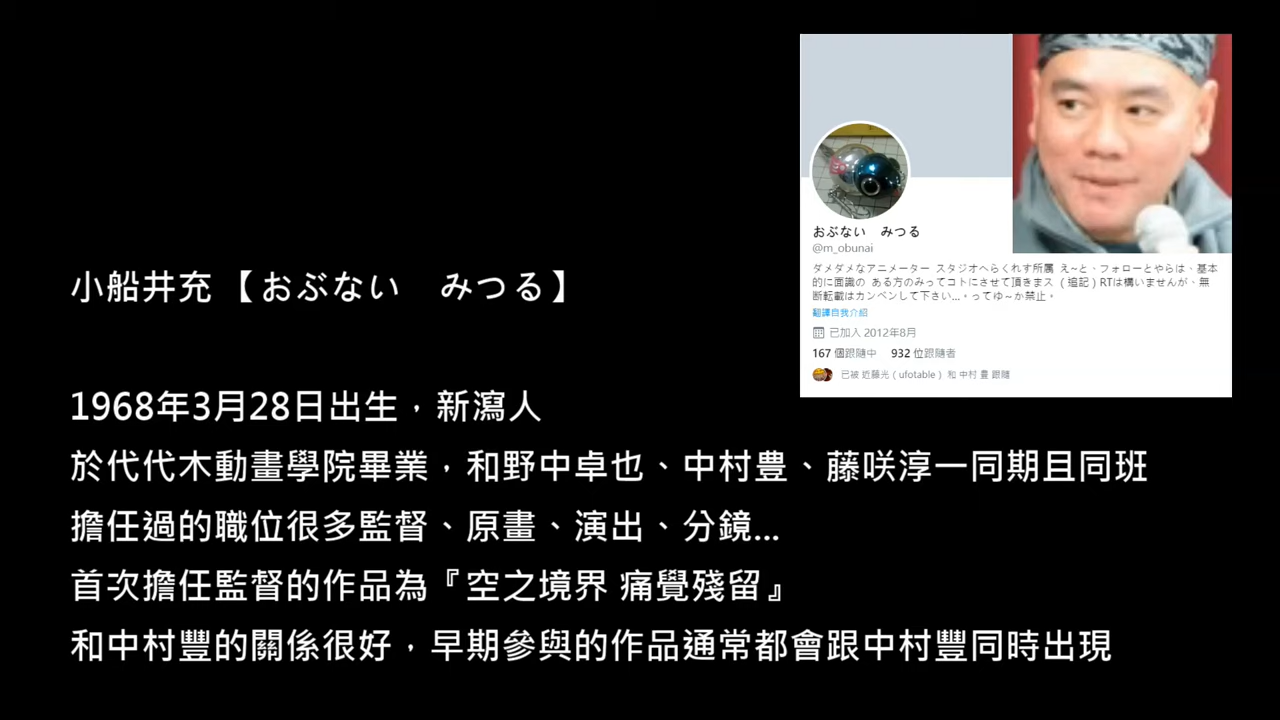 おぶない　みつる
@m_obunai
ダメダメなアニメーター スタジオへらくれす所属 え~と、フォローとやらは、基本
的に面識の ある方のみってコトにさせて頂きまス（追記）RTは構いませんが、無
断転載はカンベンして下さい...。ってゆ～か禁止。
翻譯自我介紹
已加入 2012年8月
167 個跟隨中 932 位跟隨者
已被 近藤光（ufotable）和 中村 豊 跟隨
小船井充【おぶない　みつる】
1968年3月28日出生，新瀉人
於代代木動畫學院畢業，和野中卓也、中村豊、藤咲淳一同期且同班
擔任過的職位很多監督、原畫、演出、分鏡...
首次擔任監督的作品為『空之境界 痛覺殘留』
和中村豐的關係很好，早期參與的作品通常都會跟中村豐同時出現